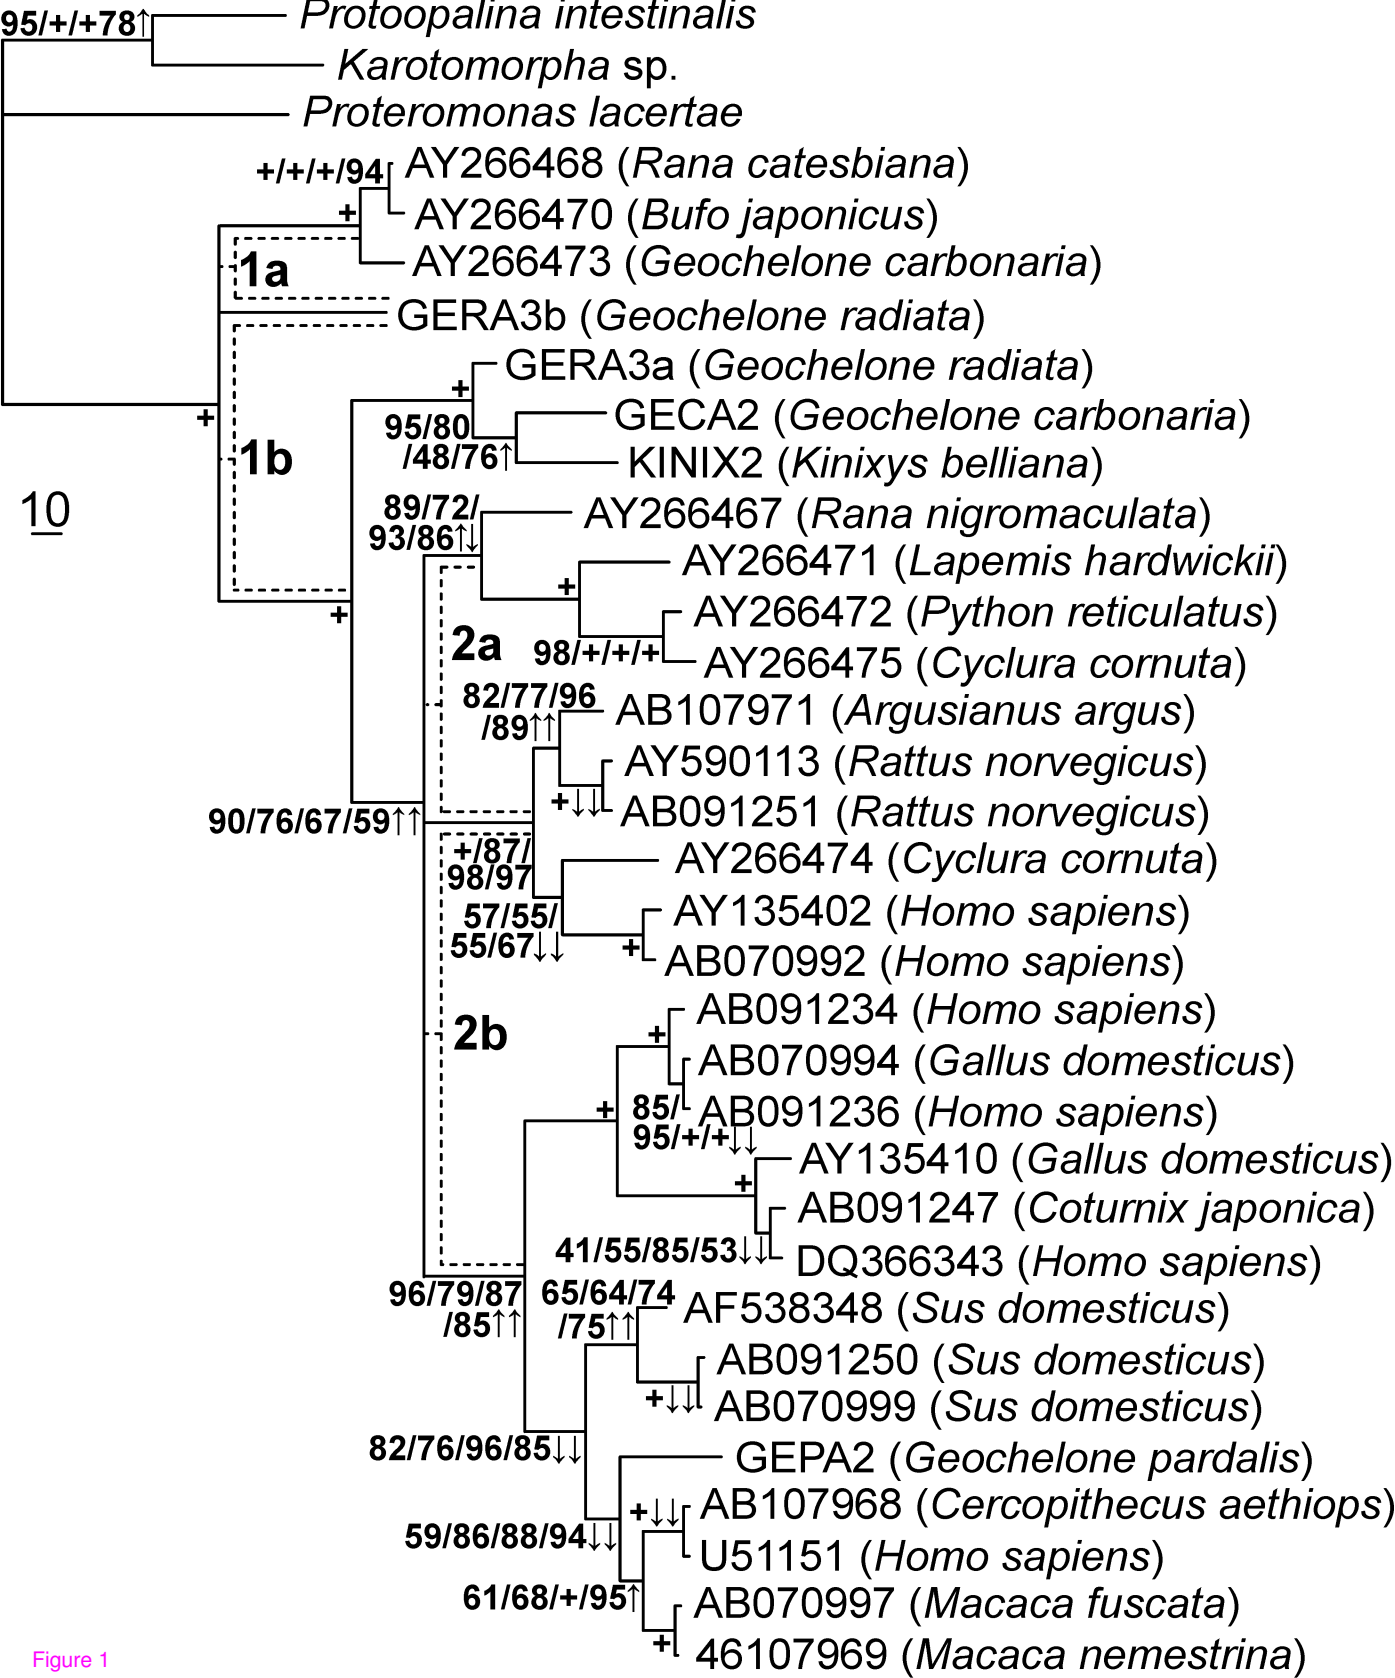 95/+/+78↑
Protoopalina intestinalis
Karotomorpha sp.
Proteromonas lacertae
+/+/+/94
AY266468 (Rana catesbiana)
+
AY266470 (Bufo japonicus)
AY266473 (Geochelone carbonaria)
1a
GERA3b (Geochelone radiata)
GERA3a (Geochelone radiata)
+
+
GECA2 (Geochelone carbonaria)
95/80
/48/76↑
1b
KINIX2 (Kinixys belliana)
10
89/72/
93/86↑↓
AY266467 (Rana nigromaculata)
AY266471 (Lapemis hardwickii)
+
+
AY266472 (Python reticulatus)
2a
98/+/+/+
AY266475 (Cyclura cornuta)
82/77/96
/89↑↑
AB107971 (Argusianus argus)
AY590113 (Rattus norvegicus)
+↓↓
AB091251 (Rattus norvegicus)
90/76/67/59↑↑
+/87/
98/97
AY266474 (Cyclura cornuta)
57/55/
55/67↓↓
AY135402 (Homo sapiens)
+
AB070992 (Homo sapiens)
AB091234 (Homo sapiens)
2b
+
AB070994 (Gallus domesticus)
+
85/
95/+/+↓↓
AB091236 (Homo sapiens)
AY135410 (Gallus domesticus)
+
AB091247 (Coturnix japonica)
41/55/85/53↓↓
DQ366343 (Homo sapiens)
96/79/87
/85↑↑
65/64/74
/75↑↑
AF538348 (Sus domesticus)
AB091250 (Sus domesticus)
+↓↓
AB070999 (Sus domesticus)
82/76/96/85↓↓
GEPA2 (Geochelone pardalis)
+↓↓
AB107968 (Cercopithecus aethiops)
59/86/88/94↓↓
U51151 (Homo sapiens)
61/68/+/95↑
AB070997 (Macaca fuscata)
+
46107969 (Macaca nemestrina)
Figure 1